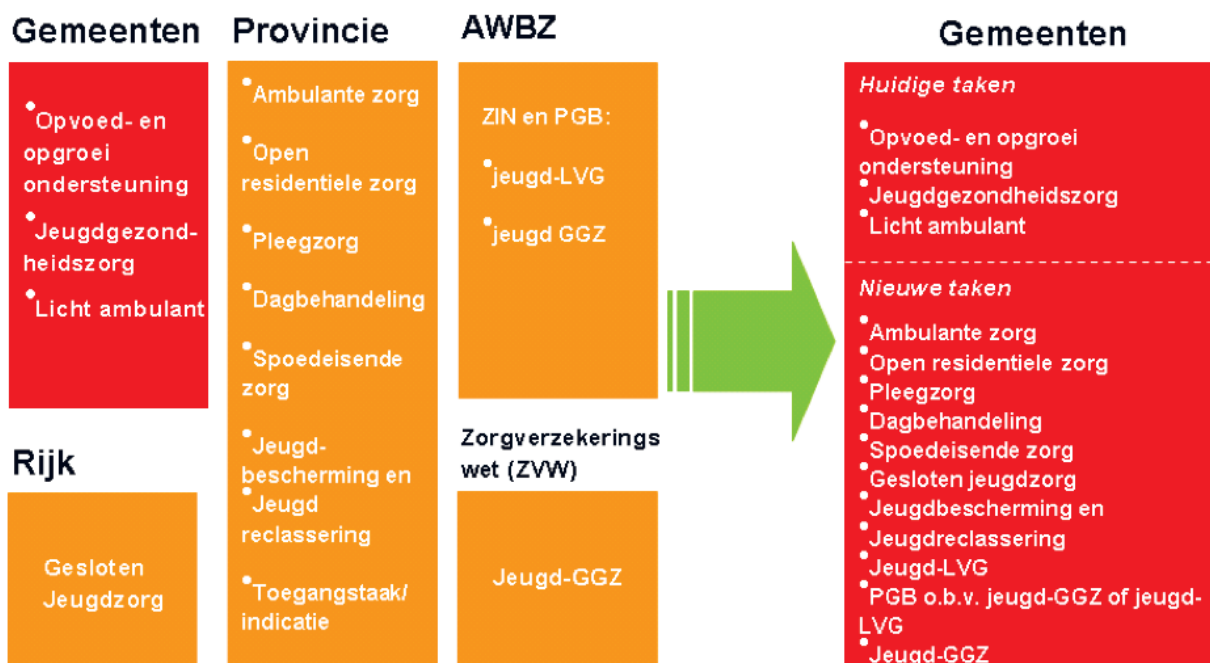 Gemeenten
• Opvoed- en
opgroei
ondersteuning
• Jeugdgezond-
heidszorg
• Licht ambulant
Rijk
Gesloten
Jeugdzorg
Provincie
• Ambulante zorg
• Open
residentiele zorg
• Pleegzorg
• Dagbehandeling
• Spoedeisende
zorg
• Jeugd-
bescherming en
• Jeugd
reclassering
• Toegangstaak/
indicatie
AWBZ
ZIN en PGB:
• jeugd-LVG
• jeugd GGZ
Zorgverzekerings
wet (ZVW)
Jeugd-GGZ
Gemeenten
Huidige taken
• Opvoed- en opgroei
ondersteuning
• Jeugdgezondheidszorg
• Licht ambulant
Nieuwe taken
• Ambulante zorg
• Open residentiele zorg
• Pleegzorg
• Dagbehandeling
• Spoedeisende zorg
• Gesloten jeugdzorg
• Jeugdbescherming en
• Jeugdreclassering
• Jeugd-LVG
• PGB o.b.v. jeugd-GGZ of jeugd-
LVG
• Jeugd-GGZ